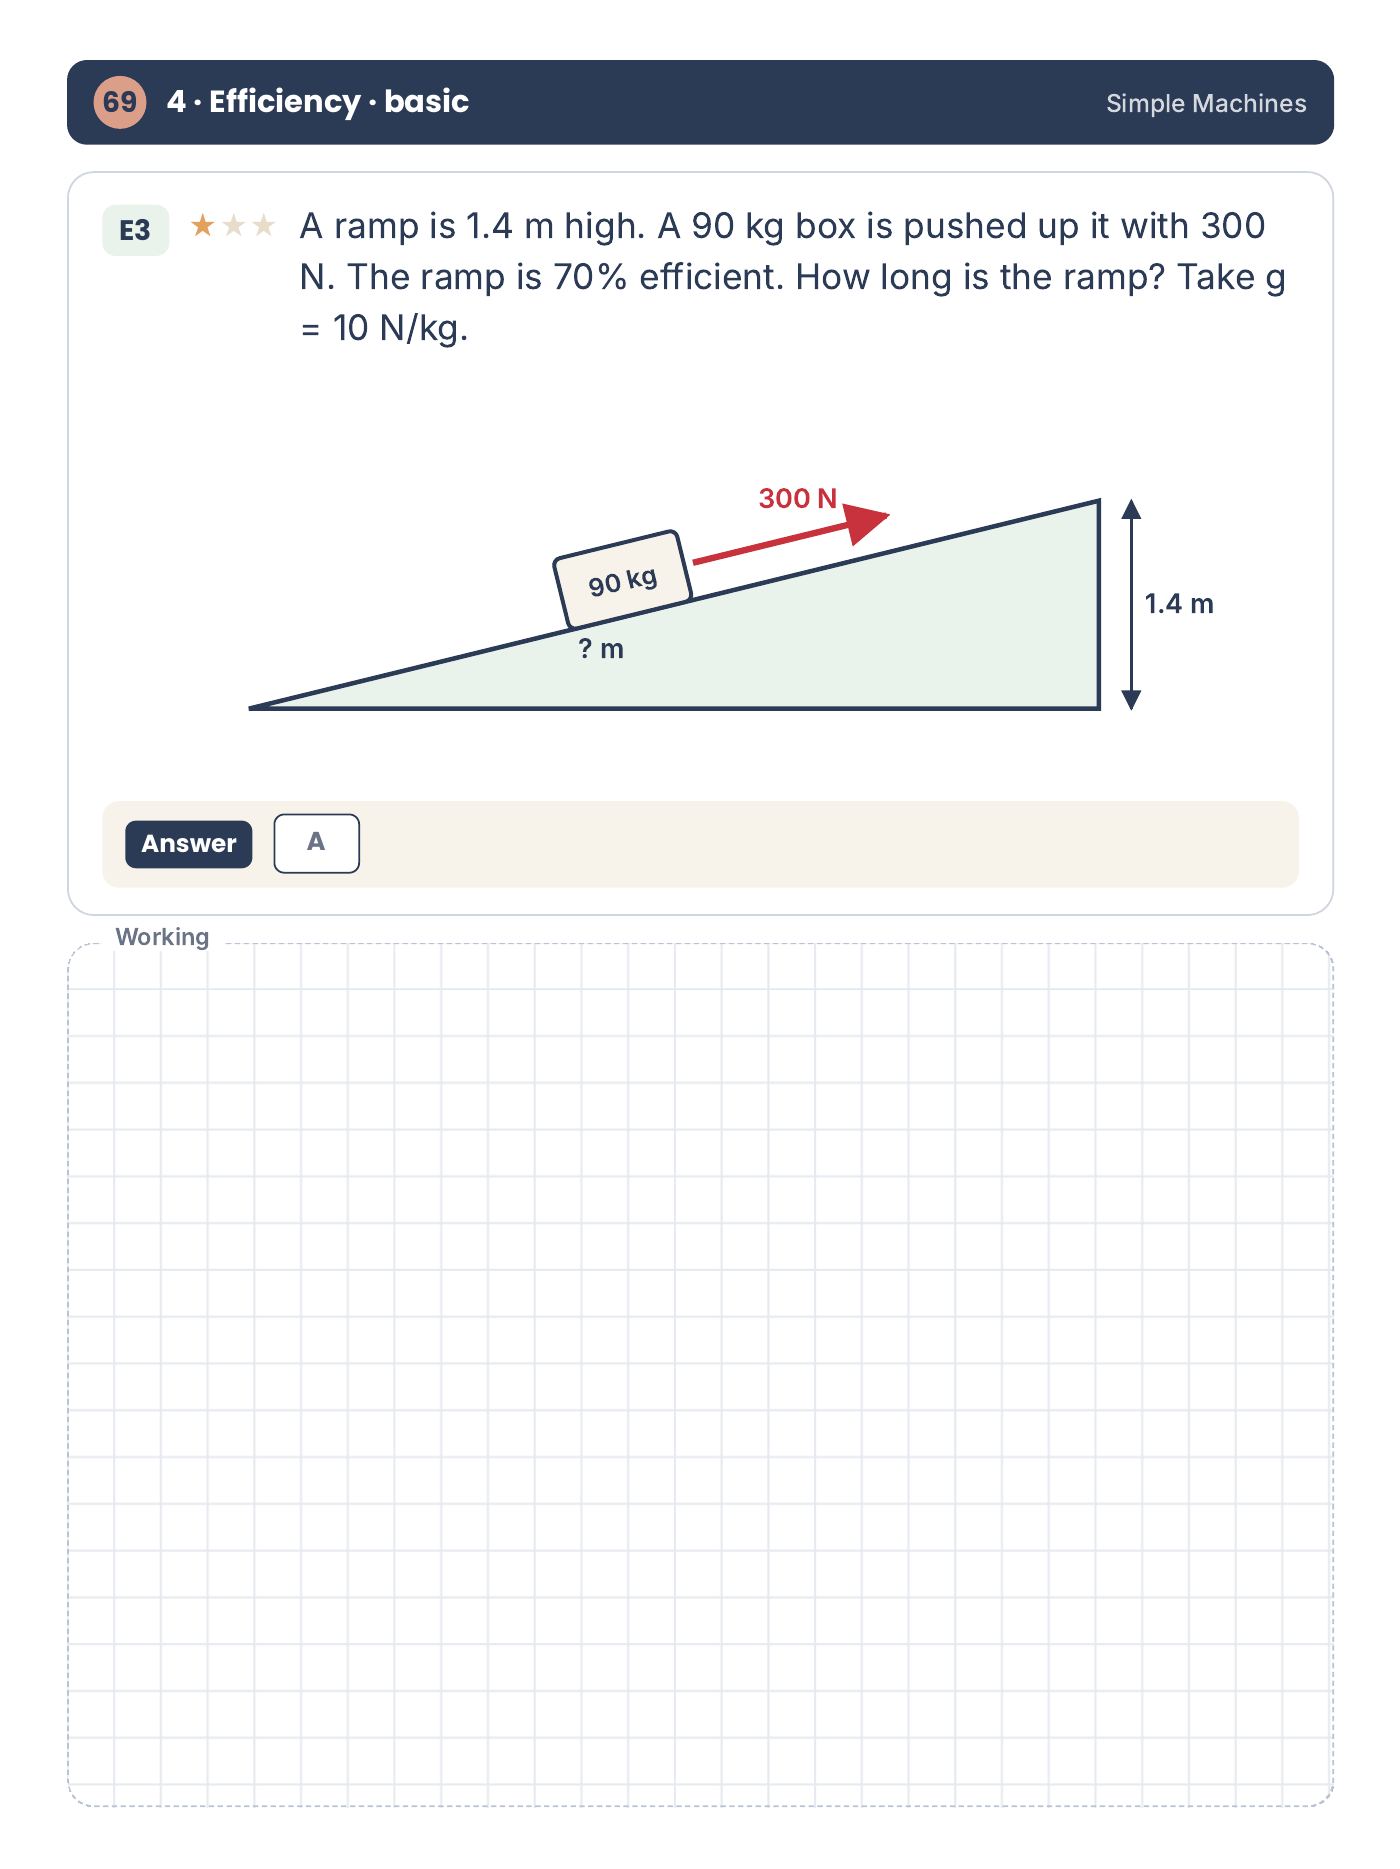 69
4 · Efficiency · basic
Simple Machines
E3
A ramp is 1.4 m high. A 90 kg box is pushed up it with 300
N. The ramp is 70% efficient. How long is the ramp? Take g
= 10 N/kg.
300 N
90 kg
1.4 m
? m
Answer
A
Working